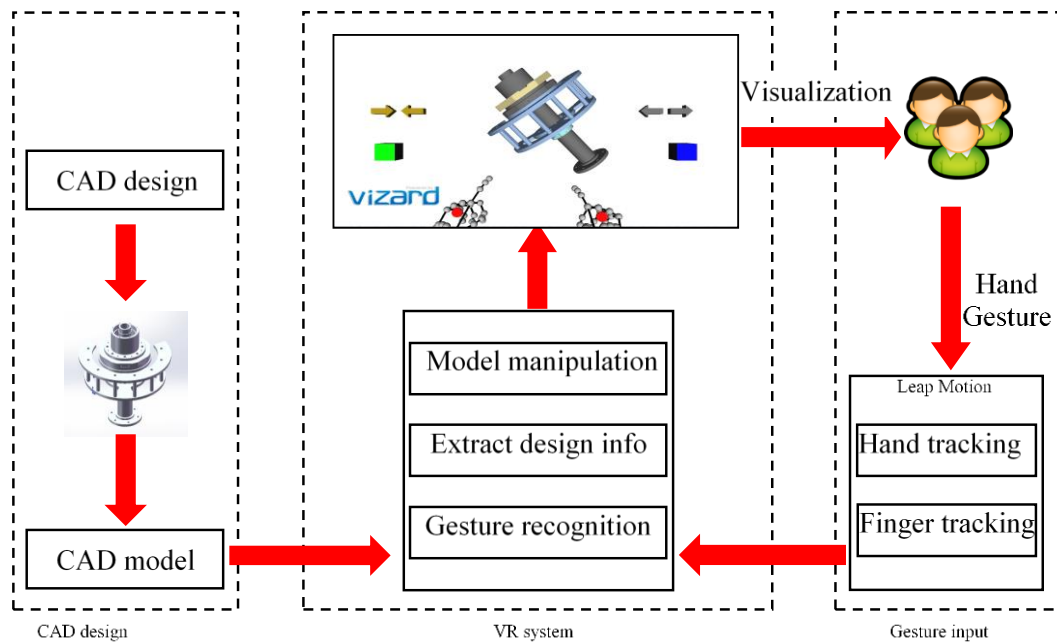 CAD design
CAD model
CAD design
vizard
Model manipulation
Extract design info
Gesture recognition
VR system
Visualization
Hand
Gesture
Leap Motion
Hand tracking
Finger tracking
Gesture input